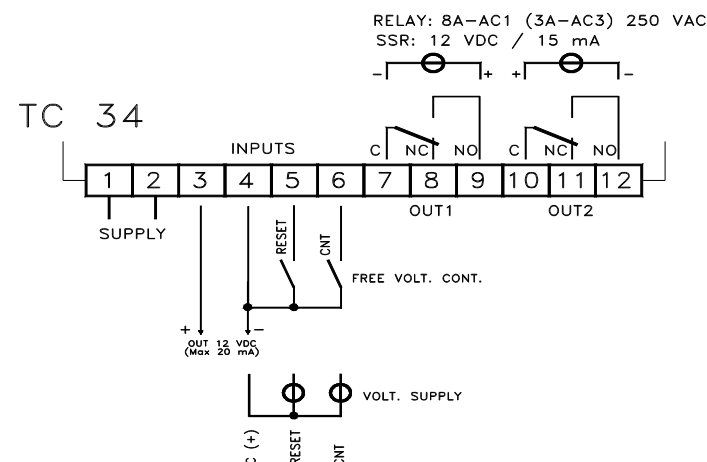 RELAY: 8A-AC1 (3A-AC3) 250 VAC
SSR: 12 VDC / 15 mA
- + + -
TC 34
INPUTS
C NC NO C NC NO
1 2 3 4 5 6 7 8 9 10 11 12
SUPPLY
OUT1 OUT2
RESET
CNT
FREE VOLT. CONT.
+ -
OUT 12 VDC
(Max 20 mA)
VOLT. SUPPLY
C (+)
RESET
CNT